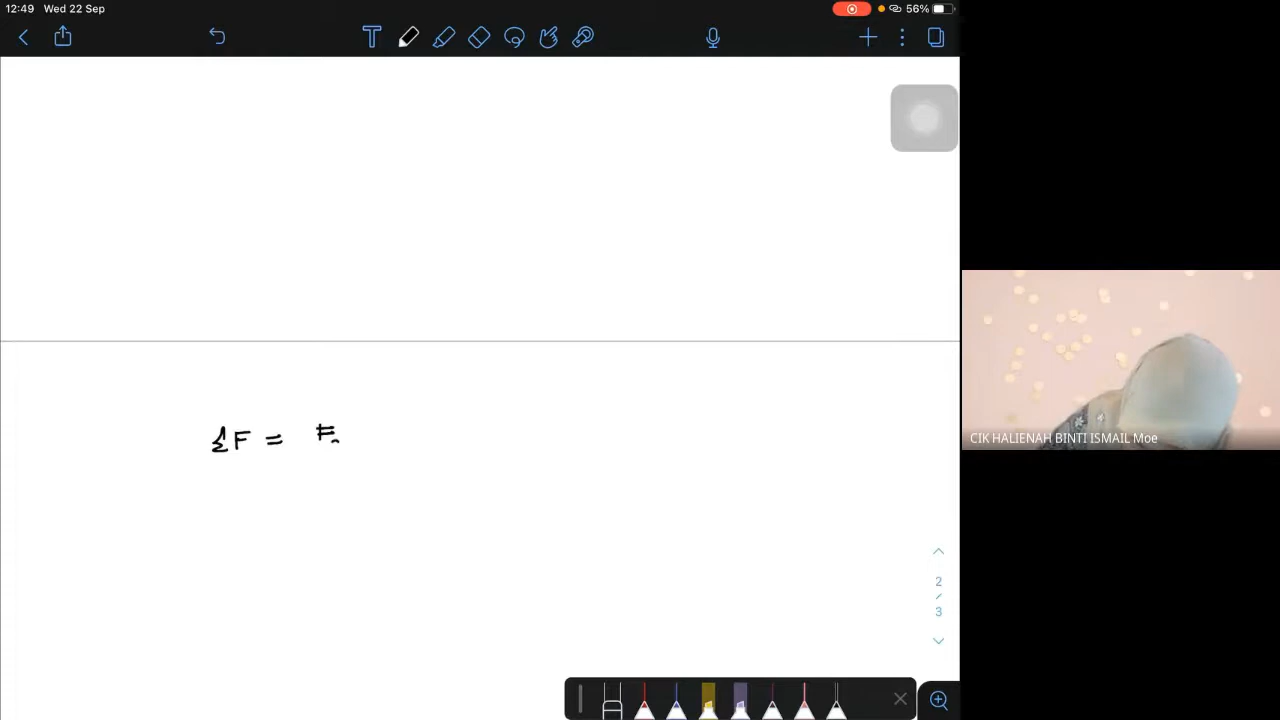 12:49 Wed 22 Sep
56%
ΣF = F
CIK HALIENAH BINTI ISMAIL Moe
2
/
3